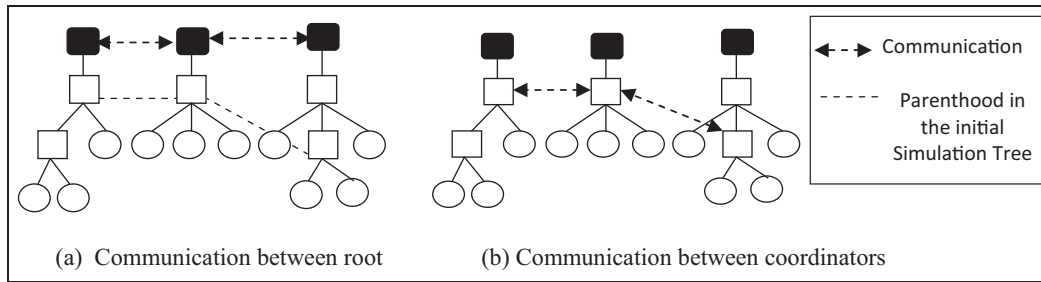 Communication
Parenthood in
the initial
Simulation Tree
(a) Communication between root
(b) Communication between coordinators